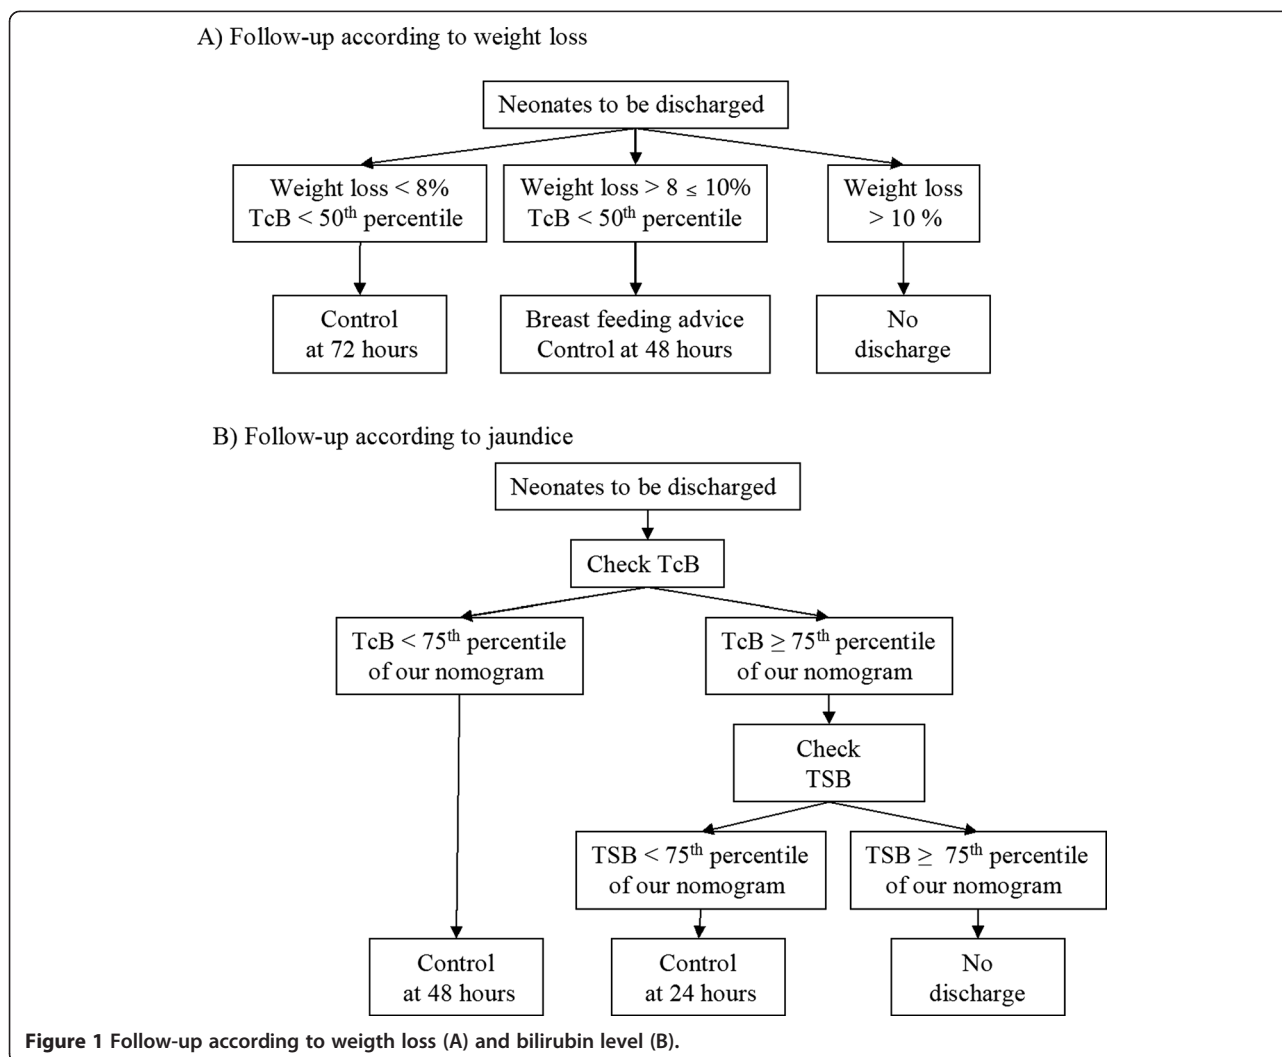 A) Follow-up according to weight loss
Neonates to be discharged
Weight loss < 8%
TcB < 50th percentile
Weight loss > 8 ≤ 10%
TcB < 50th percentile
Weight loss
> 10 %
Control
at 72 hours
Breast feeding advice
Control at 48 hours
No
discharge
B) Follow-up according to jaundice
Neonates to be discharged
Check TcB
TcB < 75th percentile
of our nomogram
TcB ≥ 75th percentile
of our nomogram
Check
TSB
TSB < 75th percentile
of our nomogram
TSB ≥ 75th percentile
of our nomogram
Control
at 48 hours
Control
at 24 hours
No
discharge
Figure 1 Follow-up according to weigth loss (A) and bilirubin level (B).